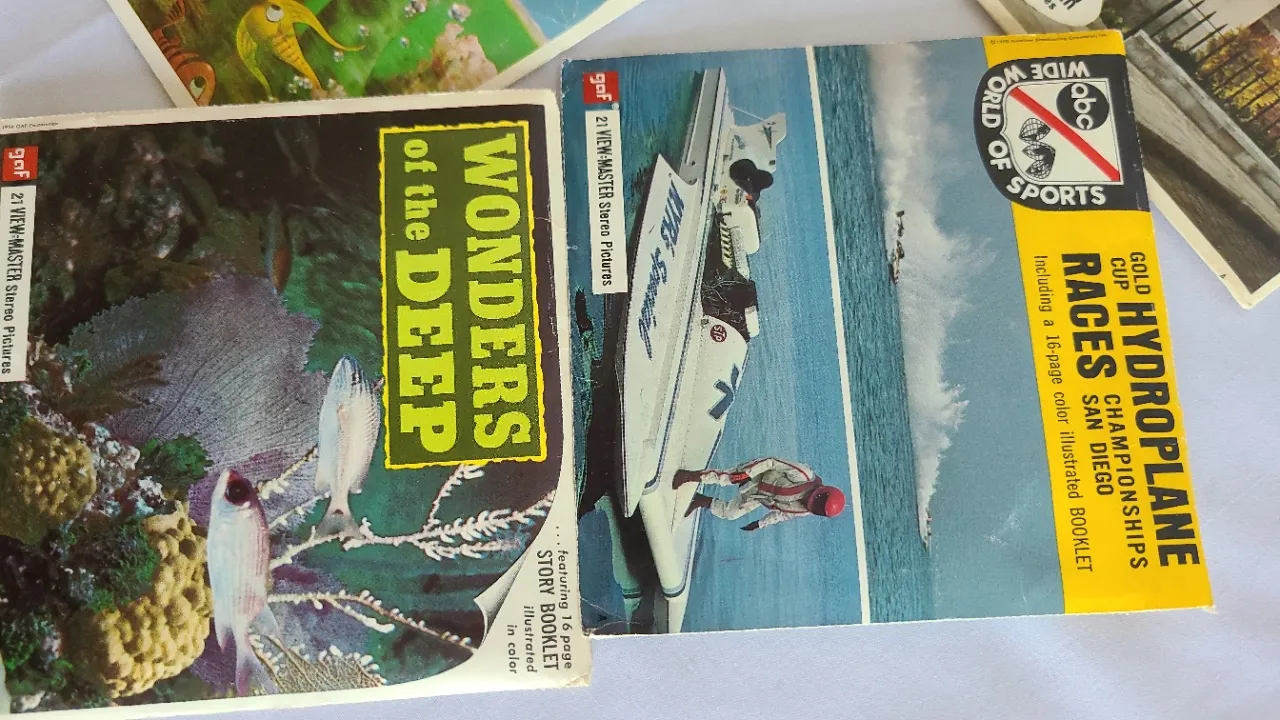 gaf
21 VIEW-MASTER Stereo Pictures
WONDERS
of the DEEP
...featuring 16 page
STORY BOOKLET
illustrated
in color
gaf
21 VIEW-MASTER Stereo Pictures
abc
WIDE WORLD OF SPORTS
GOLD CUP HYDROPLANE
RACES CHAMPIONSHIPS
SAN DIEGO
Including a 16-page color illustrated BOOKLET
STP